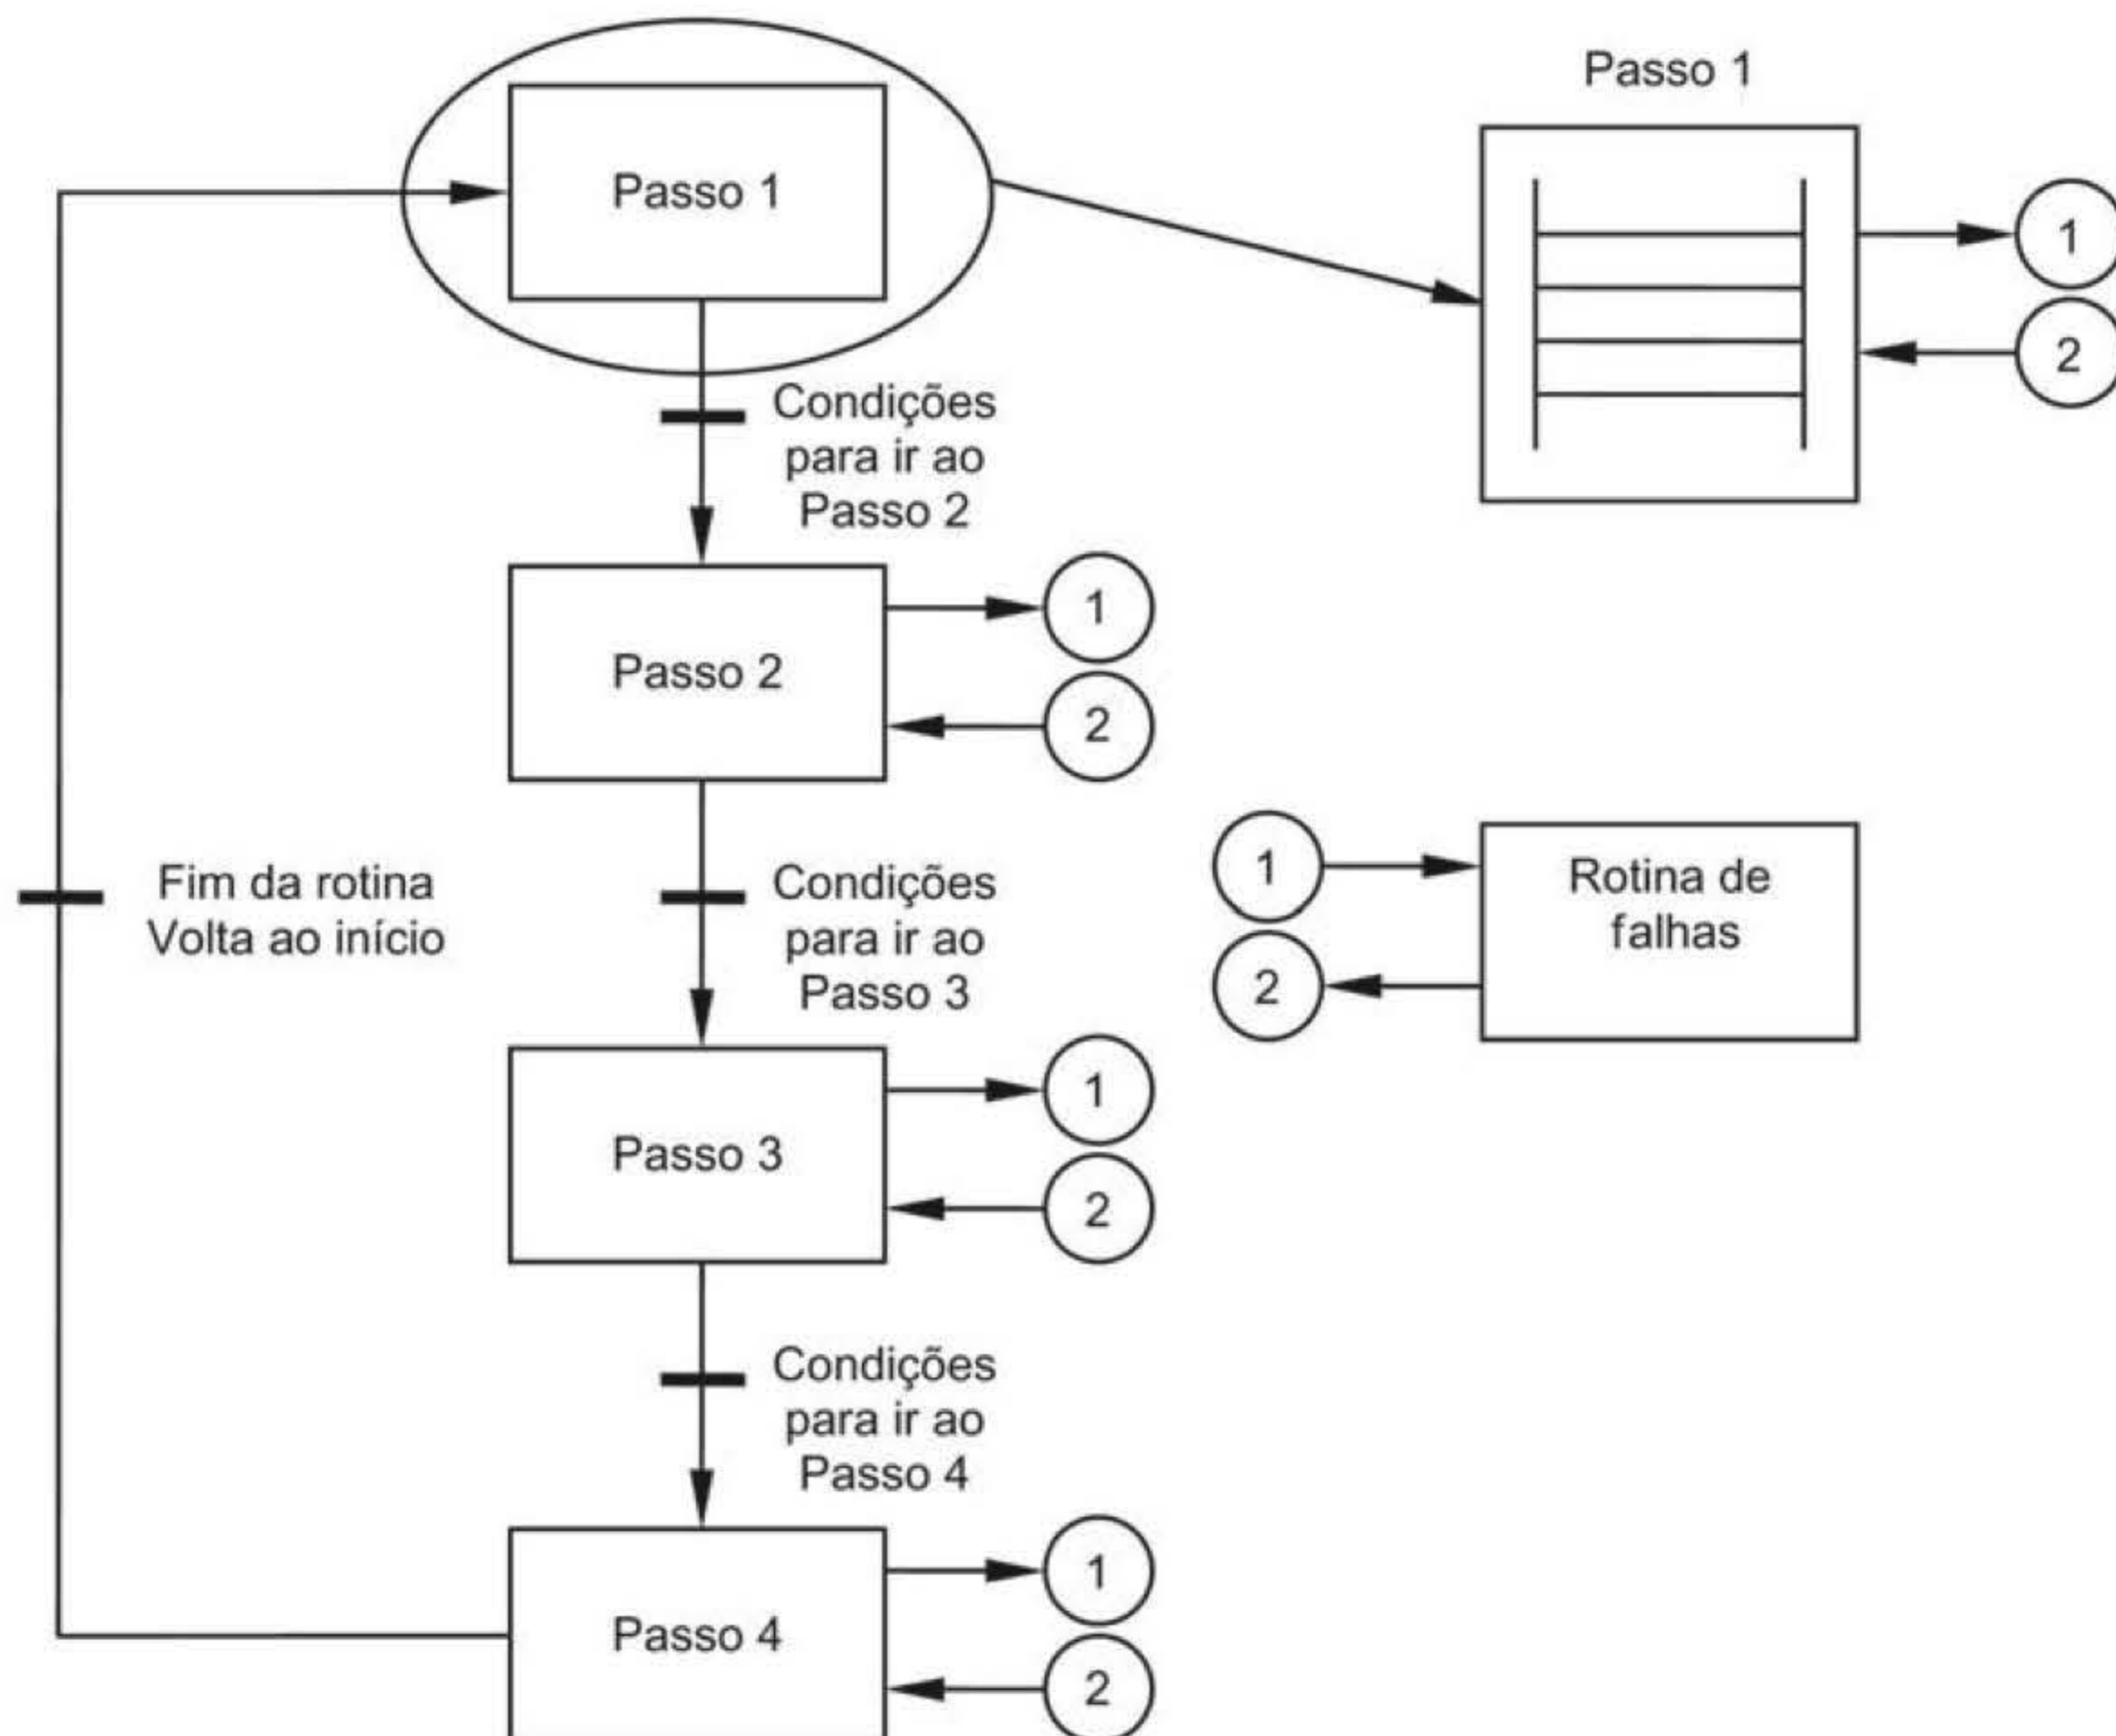 Passo 1
Passo 1
1
2
Condições
para ir ao
Passo 2
Passo 2
1
2
Fim da rotina
Volta ao início
Condições
para ir ao
Passo 3
1
2
Rotina de
falhas
Passo 3
1
2
Condições
para ir ao
Passo 4
Passo 4
1
2